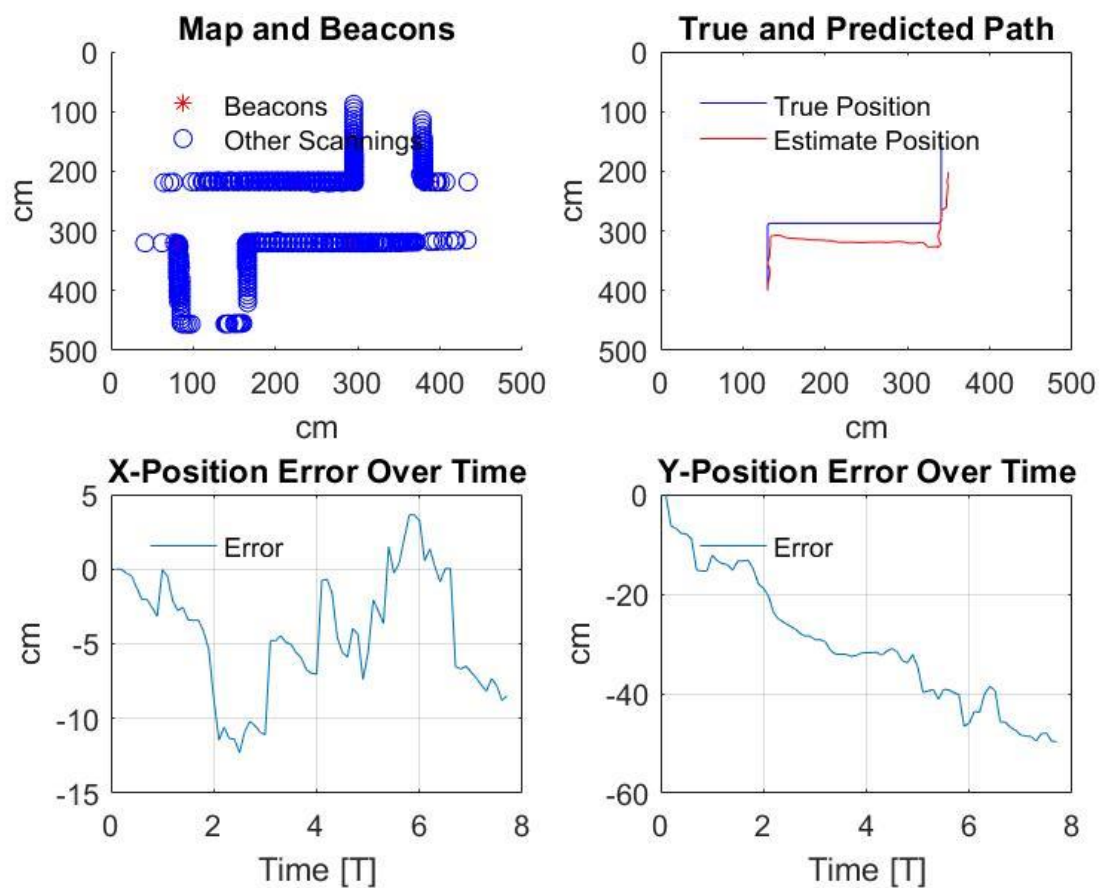 Map and Beacons
0
100
200
300
400
500
cm
Beacons
Other Scannings
0 100 200 300 400 500
cm
True and Predicted Path
0
100
200
300
400
500
cm
True Position
Estimate Position
0 100 200 300 400 500
cm
X-Position Error Over Time
5
0
-5
-10
-15
cm
Error
0 2 4 6 8
Time [T]
Y-Position Error Over Time
0
-20
-40
-60
cm
Error
0 2 4 6 8
Time [T]